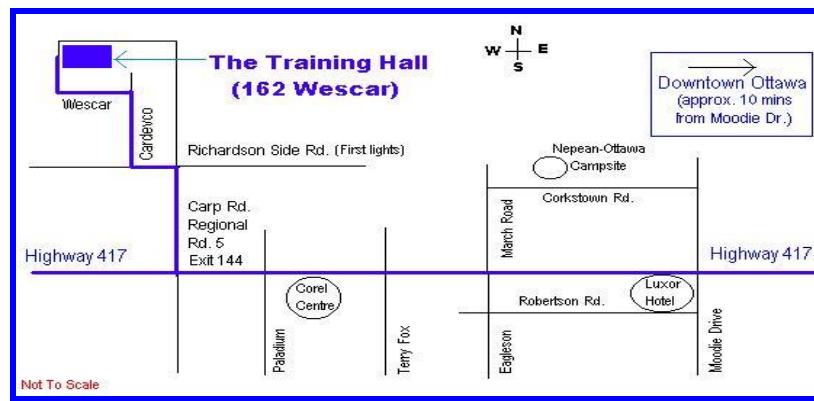 N
W E
S
The Training Hall
(162 Wescar)
Downtown Ottawa
(approx. 10 mins
from Moodie Dr.)
Wescar
Cardevco
Richardson Side Rd. (First lights)
Nepean-Ottawa
Campsite
Carp Rd.
Regional
Rd. 5
Exit 144
March Road
Corkstown Rd.
Highway 417
Highway 417
Corel
Centre
Luxor
Hotel
Robertson Rd.
Paladium
Terry Fox
Eagleson
Moodie Drive
Not To Scale